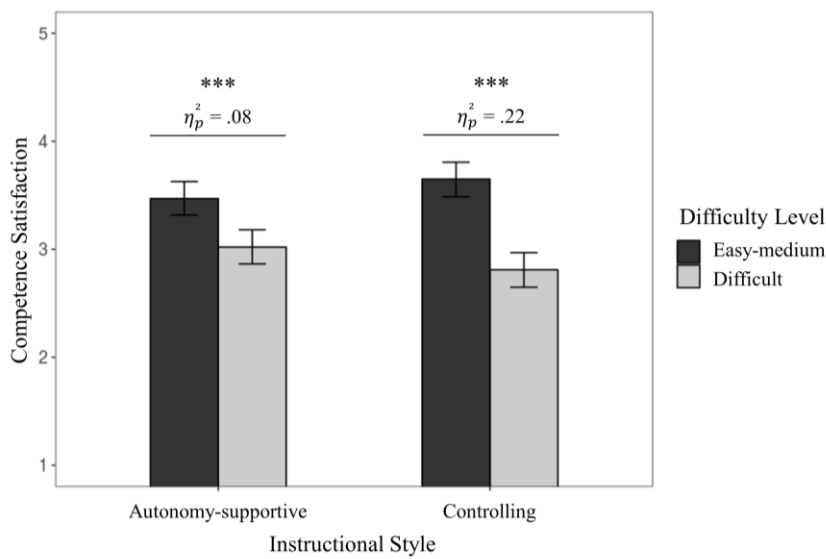 5
***
***
η²ₚ = .08
η²ₚ = .22
4
Competence Satisfaction
3
2
1
Difficulty Level
Easy-medium
Difficult
Autonomy-supportive
Controlling
Instructional Style